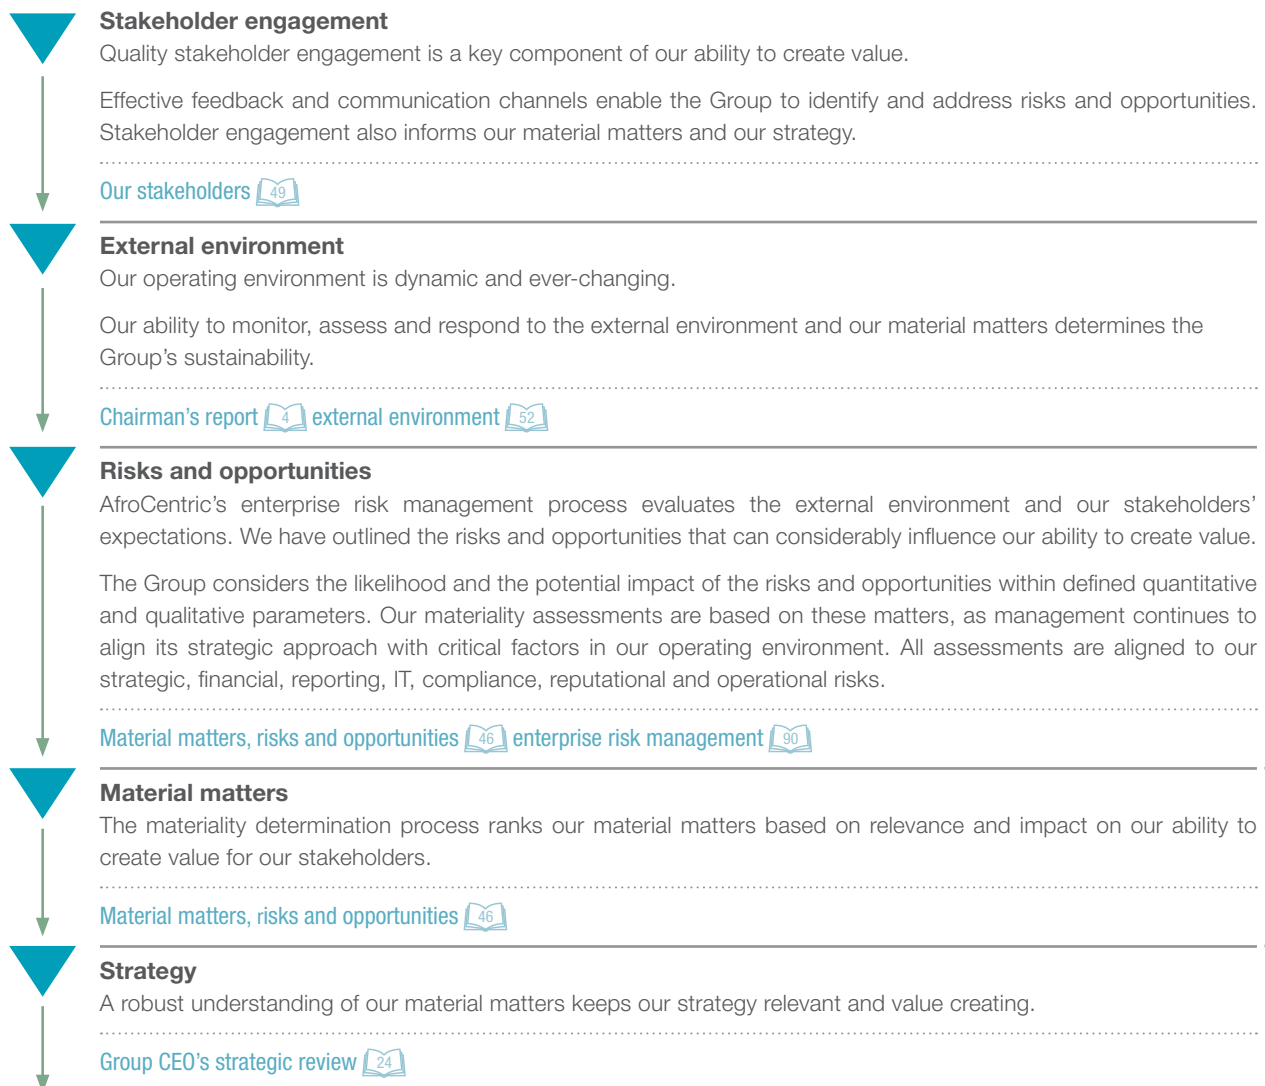 Stakeholder engagement
Quality stakeholder engagement is a key component of our ability to create value.
Effective feedback and communication channels enable the Group to identify and address risks and opportunities.
Stakeholder engagement also informs our material matters and our strategy.
Our stakeholders 49
External environment
Our operating environment is dynamic and ever-changing.
Our ability to monitor, assess and respond to the external environment and our material matters determines the
Group’s sustainability.
Chairman’s report 4 external environment 52
Risks and opportunities
AfroCentric’s enterprise risk management process evaluates the external environment and our stakeholders’
expectations. We have outlined the risks and opportunities that can considerably influence our ability to create value.
The Group considers the likelihood and the potential impact of the risks and opportunities within defined quantitative
and qualitative parameters. Our materiality assessments are based on these matters, as management continues to
align its strategic approach with critical factors in our operating environment. All assessments are aligned to our
strategic, financial, reporting, IT, compliance, reputational and operational risks.
Material matters, risks and opportunities 46 enterprise risk management 90
Material matters
The materiality determination process ranks our material matters based on relevance and impact on our ability to
create value for our stakeholders.
Material matters, risks and opportunities 46
Strategy
A robust understanding of our material matters keeps our strategy relevant and value creating.
Group CEO’s strategic review 24